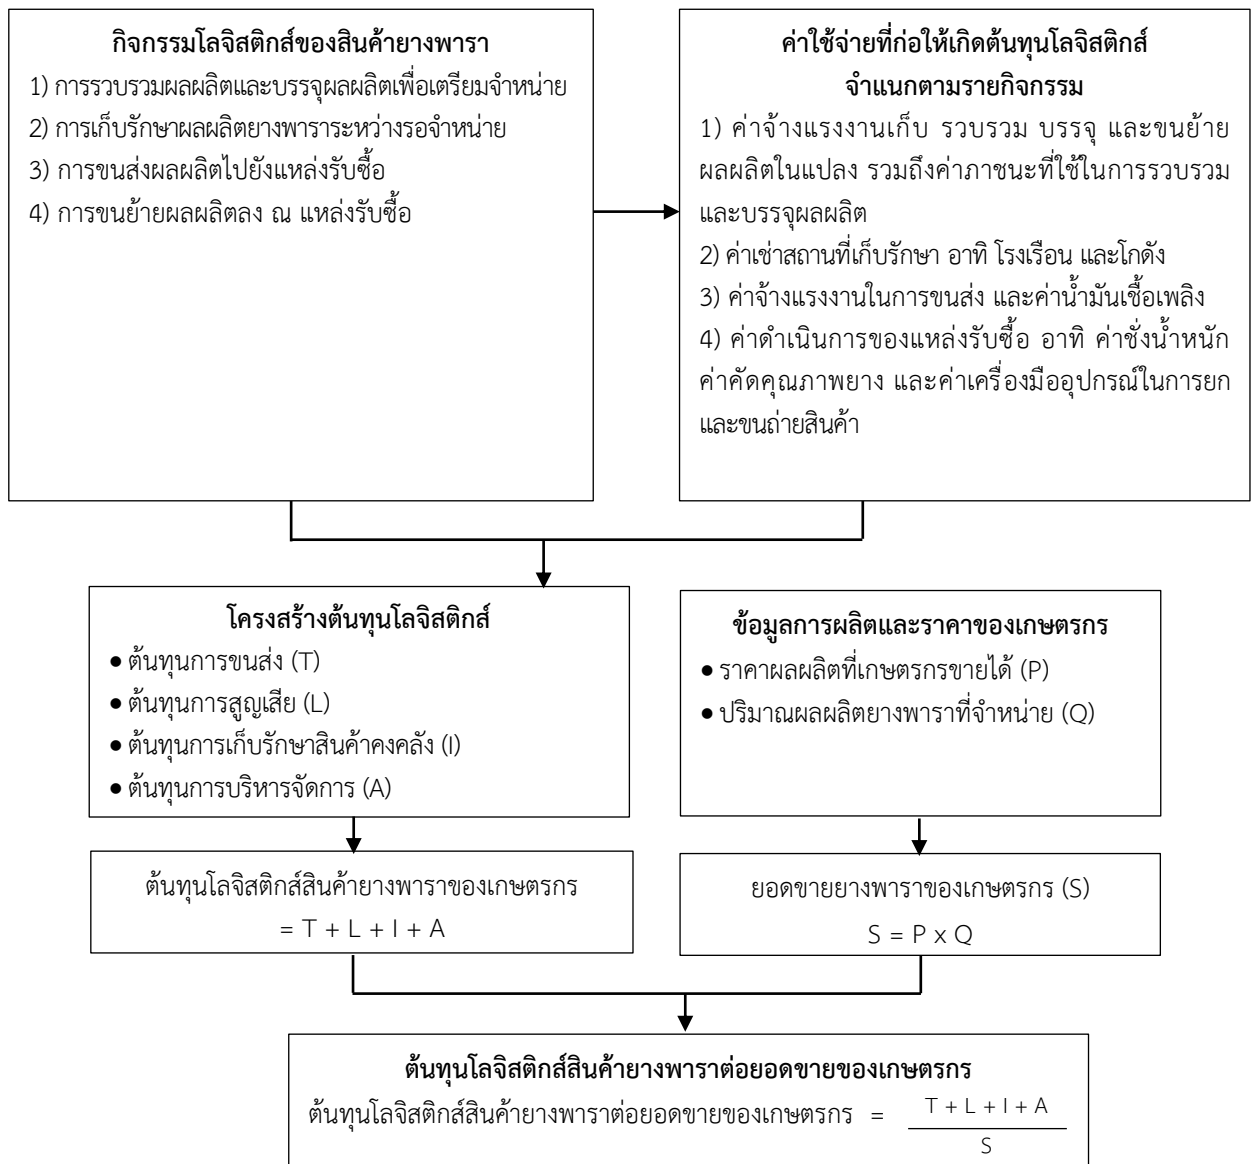 กิจกรรมโลจิสติกส์ของสินค้ายางพารา
1) การรวบรวมผลผลิตและบรรจุผลผลิตเพื่อเตรียมจำหน่าย
2) การเก็บรักษาผลผลิตยางพาราระหว่างรอจำหน่าย
3) การขนส่งผลผลิตไปยังแหล่งรับซื้อ
4) การขนย้ายผลผลิตลง ณ แหล่งรับซื้อ
ค่าใช้จ่ายที่ก่อให้เกิดต้นทุนโลจิสติกส์
จำแนกตามรายกิจกรรม
1) ค่าจ้างแรงงานเก็บ รวบรวม บรรจุ และขนย้าย
ผลผลิตในแปลง รวมถึงค่าภาชนะที่ใช้ในการรวบรวม
และบรรจุผลผลิต
2) ค่าเช่าสถานที่เก็บรักษา อาทิ โรงเรือน และโกดัง
3) ค่าจ้างแรงงานในการขนส่ง และค่าน้ำมันเชื้อเพลิง
4) ค่าดำเนินการของแหล่งรับซื้อ อาทิ ค่าชั่งน้ำหนัก
ค่าคัดคุณภาพยาง และค่าเครื่องมืออุปกรณ์ในการยก
และขนถ่ายสินค้า
โครงสร้างต้นทุนโลจิสติกส์
• ต้นทุนการขนส่ง (T)
• ต้นทุนการสูญเสีย (L)
• ต้นทุนการเก็บรักษาสินค้าคงคลัง (I)
• ต้นทุนการบริหารจัดการ (A)
ข้อมูลการผลิตและราคาของเกษตรกร
• ราคาผลผลิตที่เกษตรกรขายได้ (P)
• ปริมาณผลผลิตยางพาราที่จำหน่าย (Q)
ต้นทุนโลจิสติกส์สินค้ายางพาราของเกษตรกร
= T + L + I + A
ยอดขายยางพาราของเกษตรกร (S)
S = P x Q
ต้นทุนโลจิสติกส์สินค้ายางพาราต่อยอดขายของเกษตรกร
ต้นทุนโลจิสติกส์สินค้ายางพาราต่อยอดขายของเกษตรกร = T + L + I + A
S